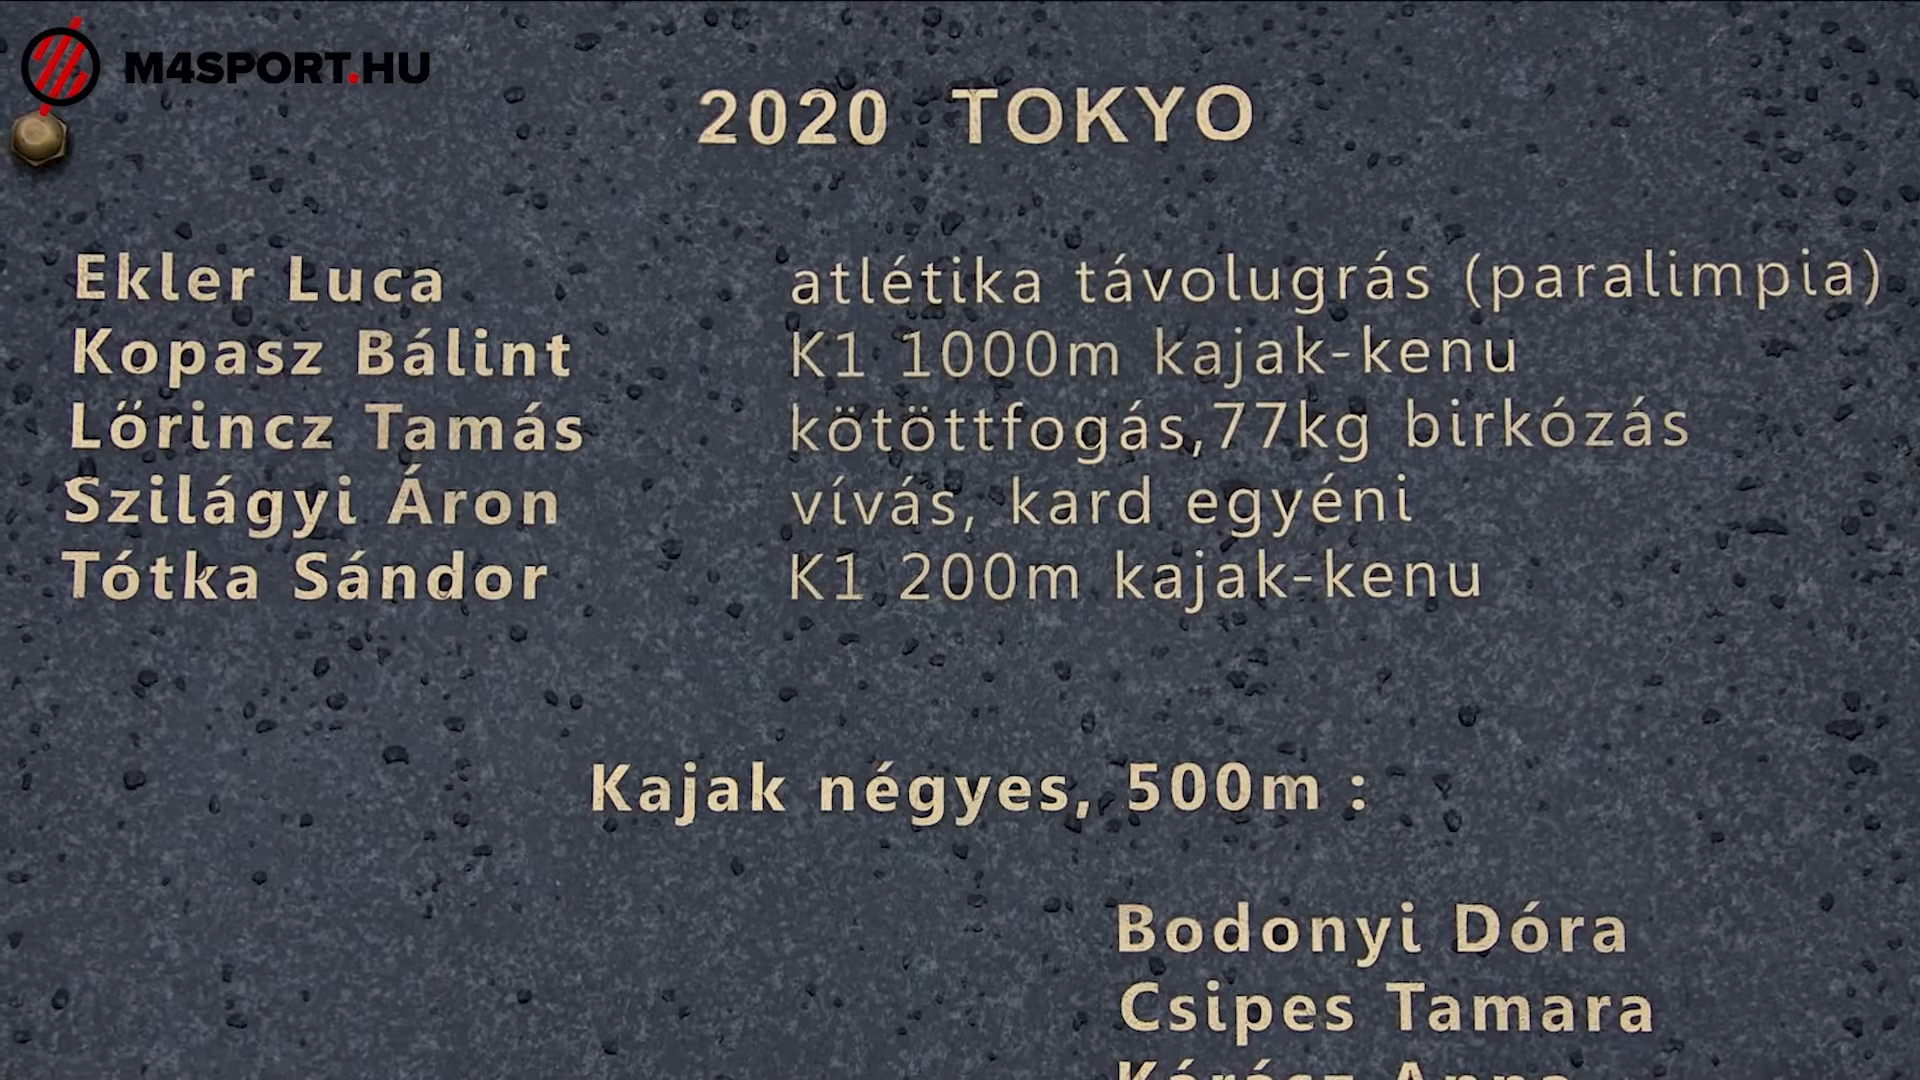 M4SPORT.HU
2020 TOKYO
Ekler Luca atlétika távolugrás (paralimpia)
Kopasz Bálint K1 1000m kajak-kenu
Lőrincz Tamás kötöttfogás,77kg birkózás
Szilágyi Áron vívás, kard egyéni
Tótka Sándor K1 200m kajak-kenu
Kajak négyes, 500m :
Bodonyi Dóra
Csipes Tamara
Kárász Anna